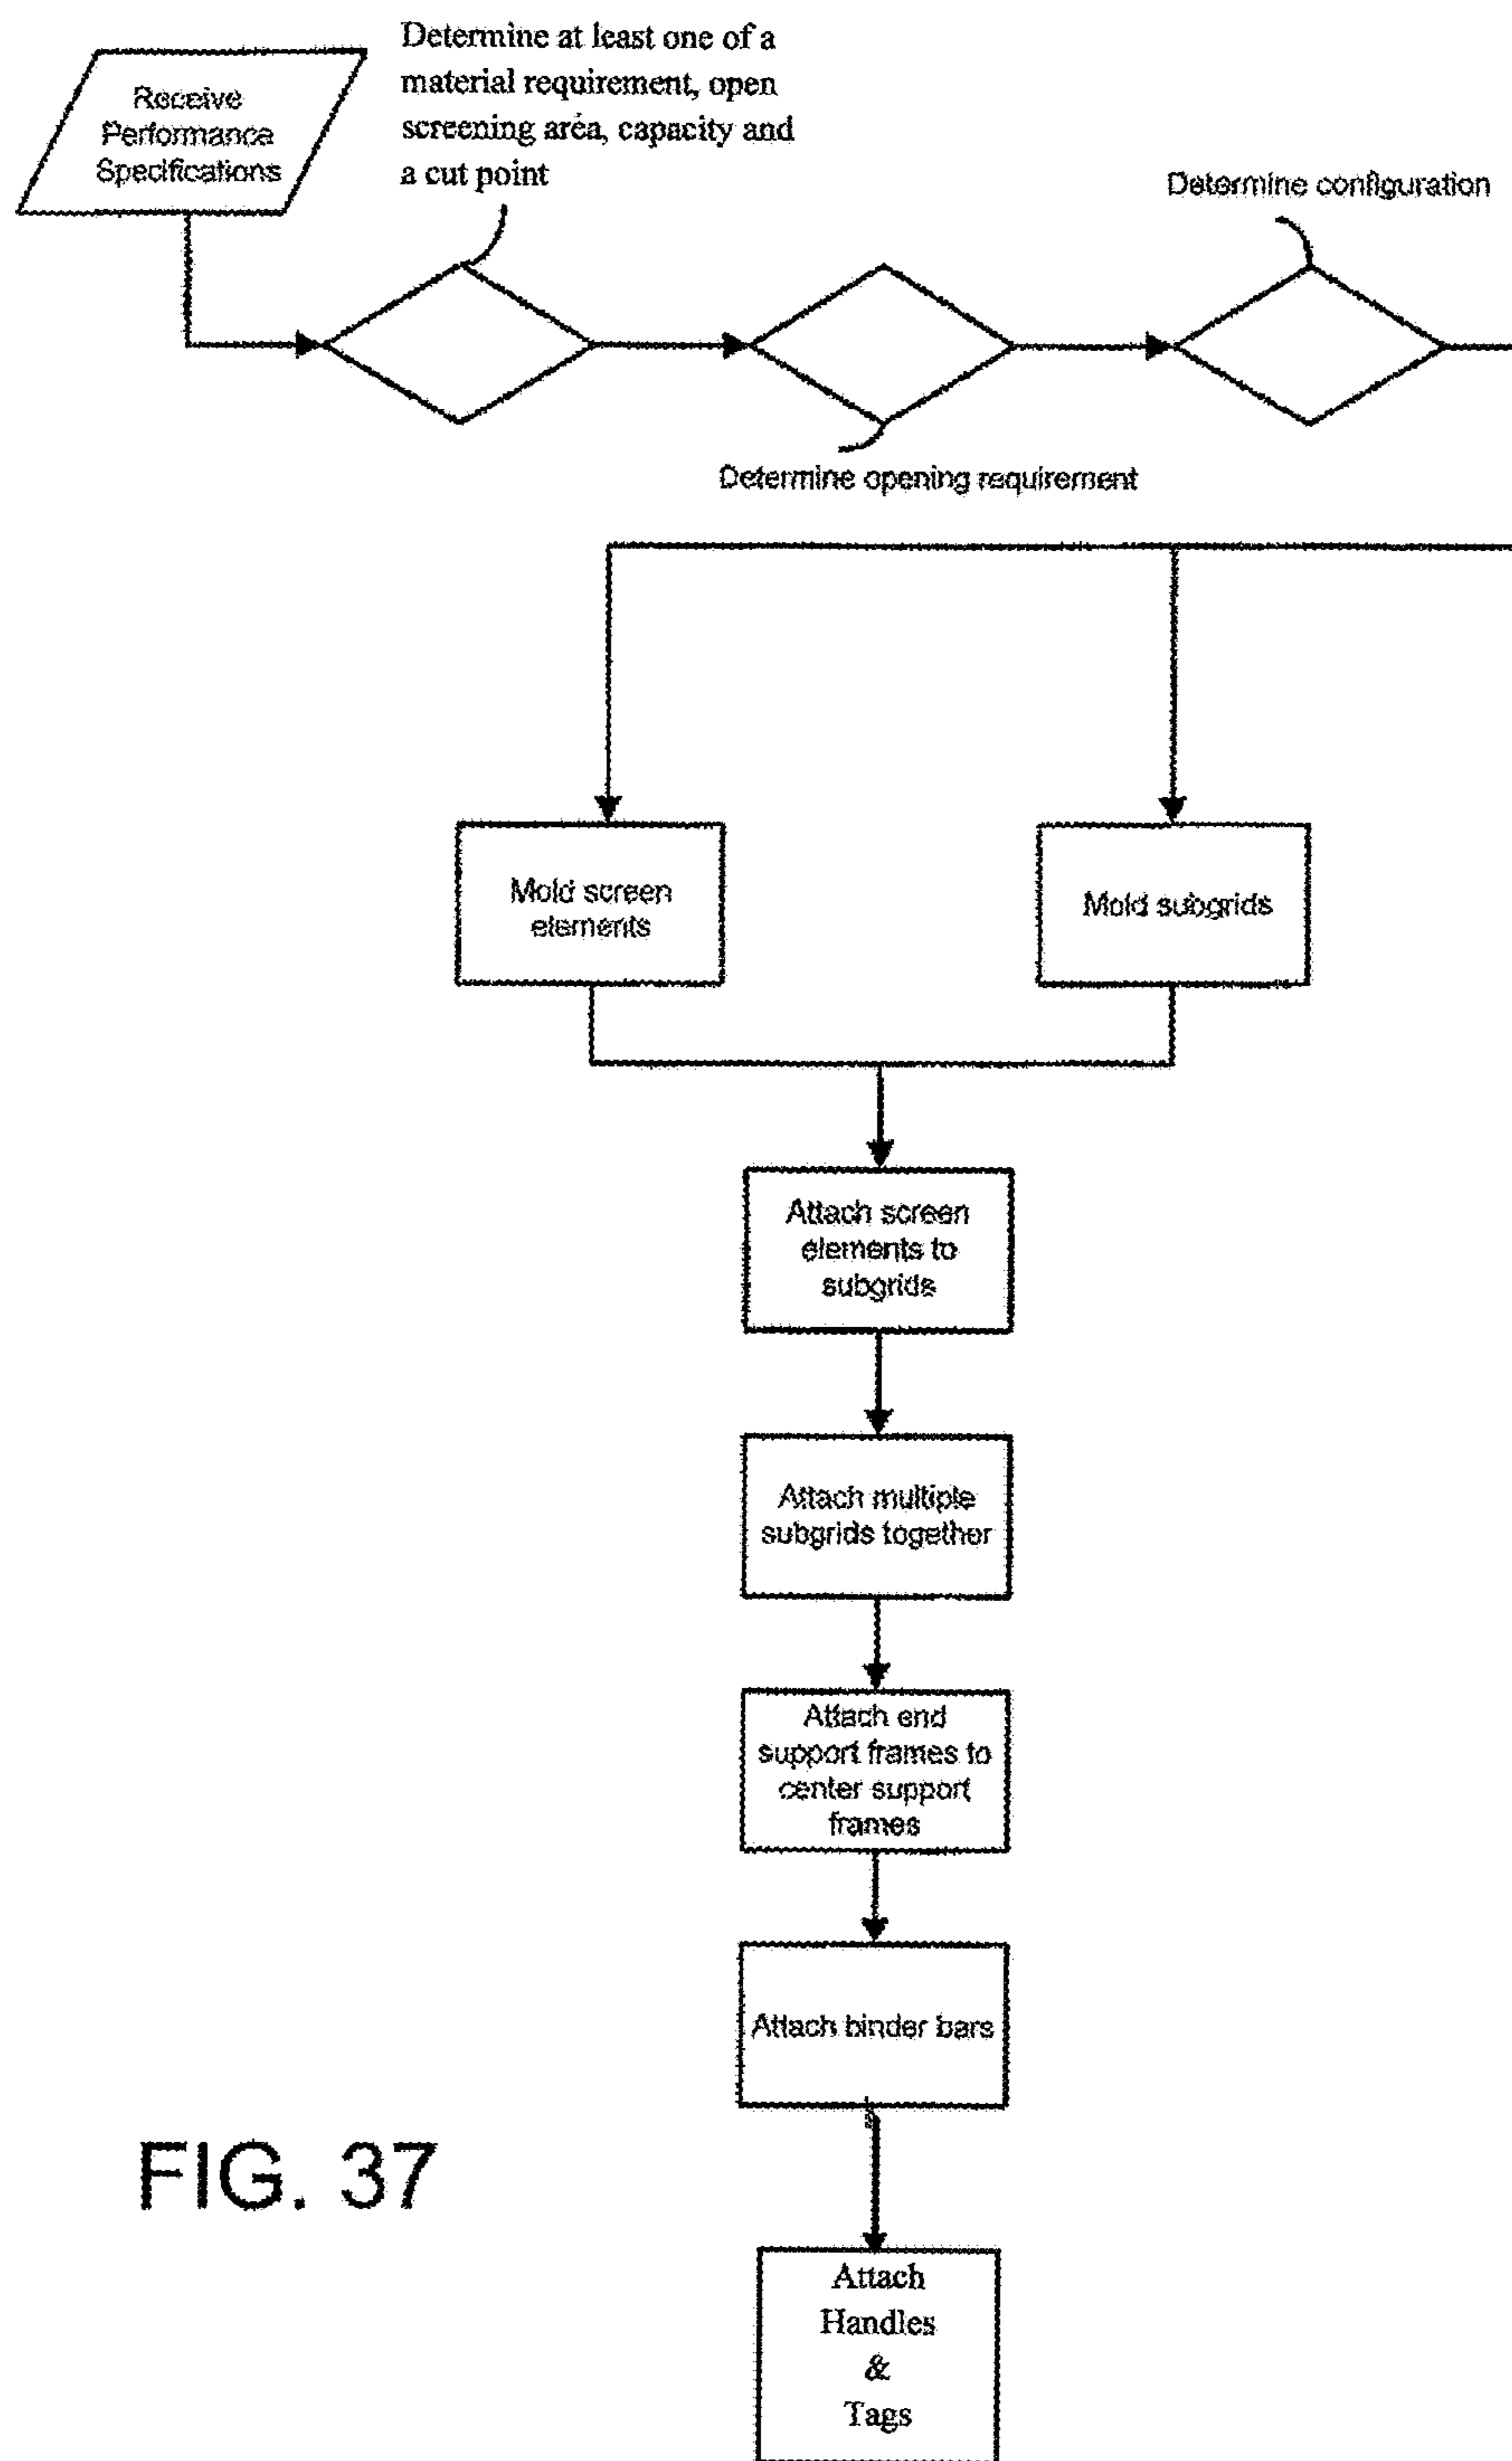 Receive
Performance
Specifications
Determine at least one of a
material requirement, open
screening area, capacity and
a cut point
Determine configuration
Determine opening requirement
Mold screen
elements
Mold subgrids
Attach screen
elements to
subgrids
Attach multiple
subgrids together
Attach end
support frames to
center support
frames
Attach binder bars
Attach
Handles
&
Tags
FIG. 37